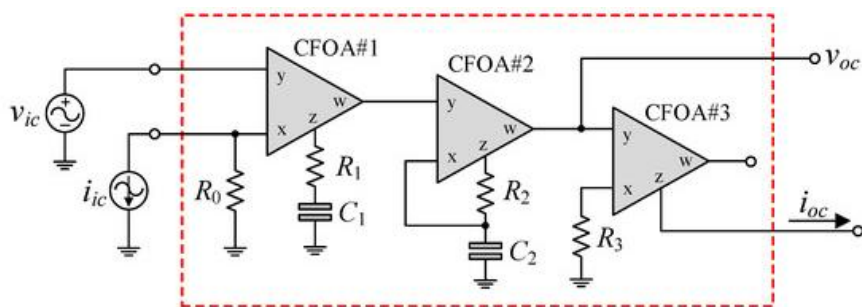 CFOA#1
y
w
x
z
CFOA#2
y
w
x
z
CFOA#3
y
w
x
z
v_ic
i_ic
R_0
R_1
C_1
R_2
C_2
R_3
v_oc
i_oc